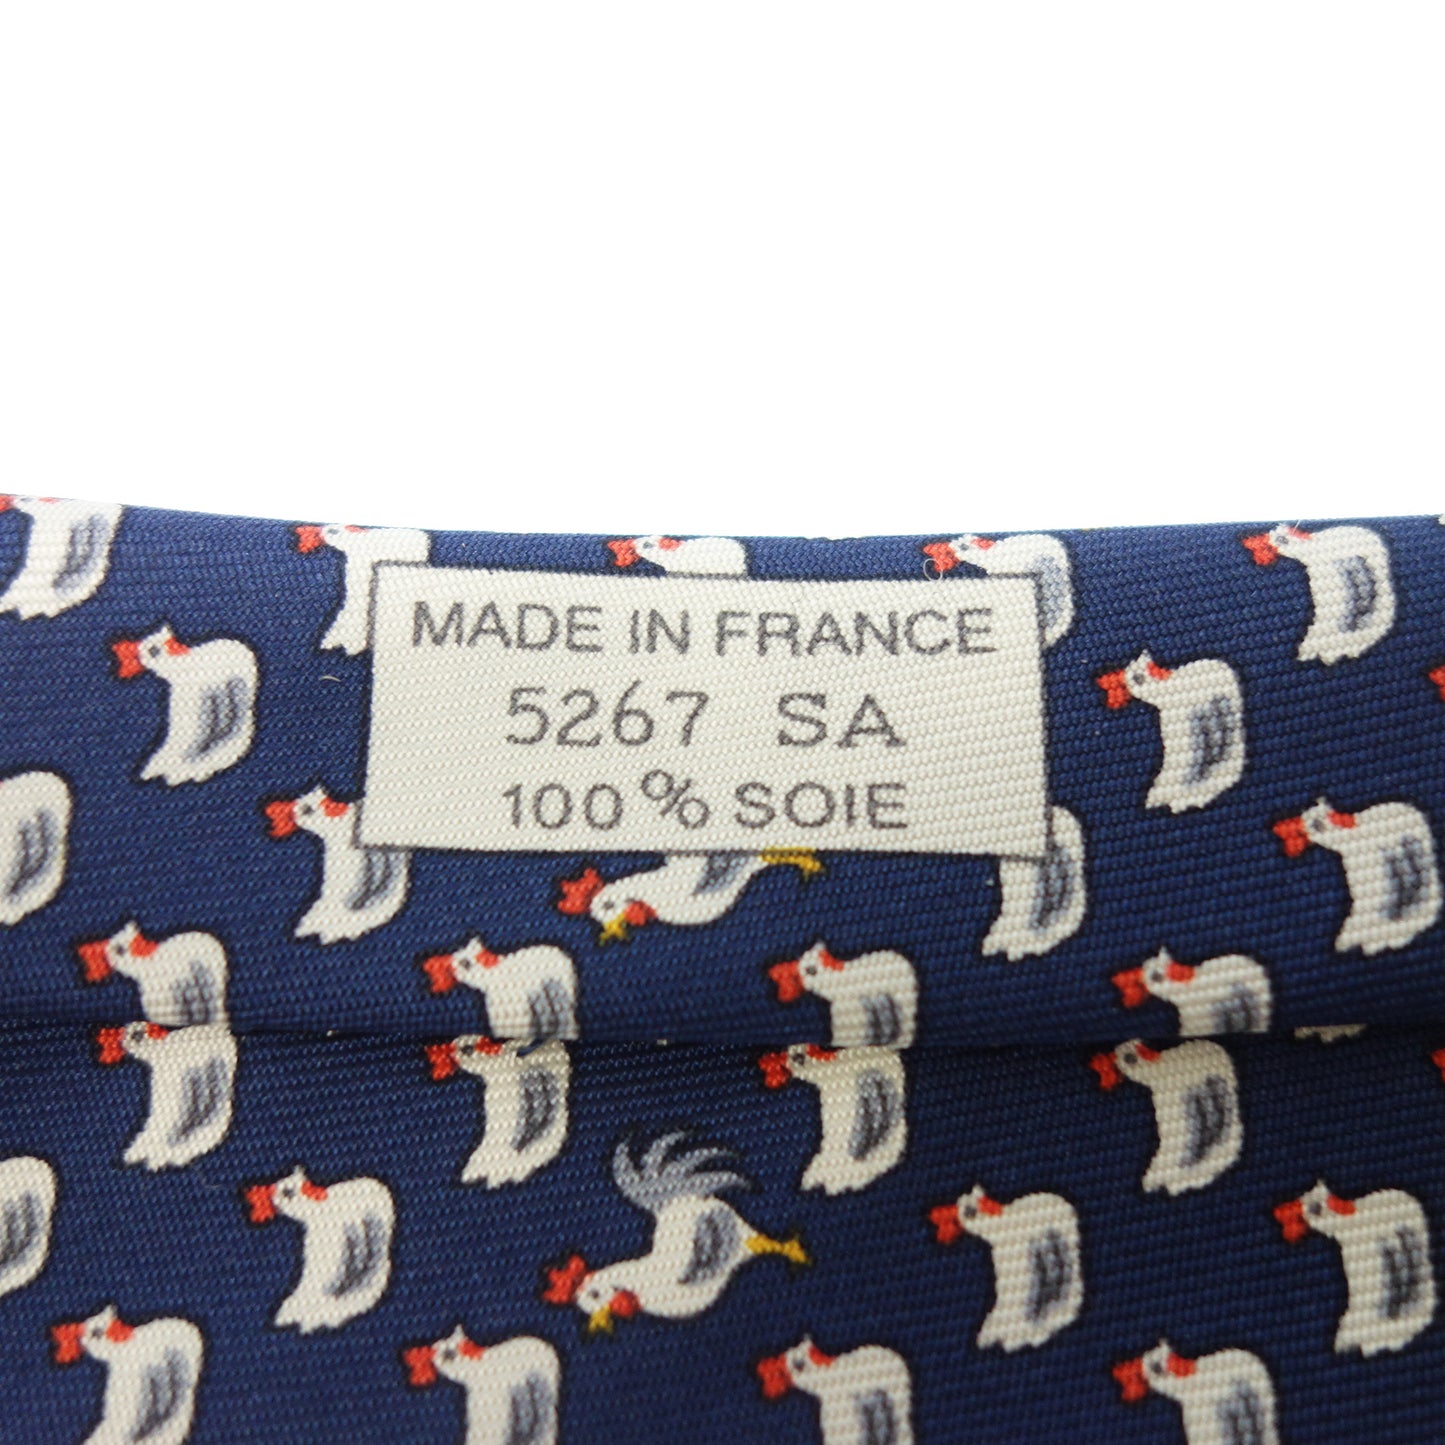 MADE IN FRANCE
5267 SA
100% SOIE